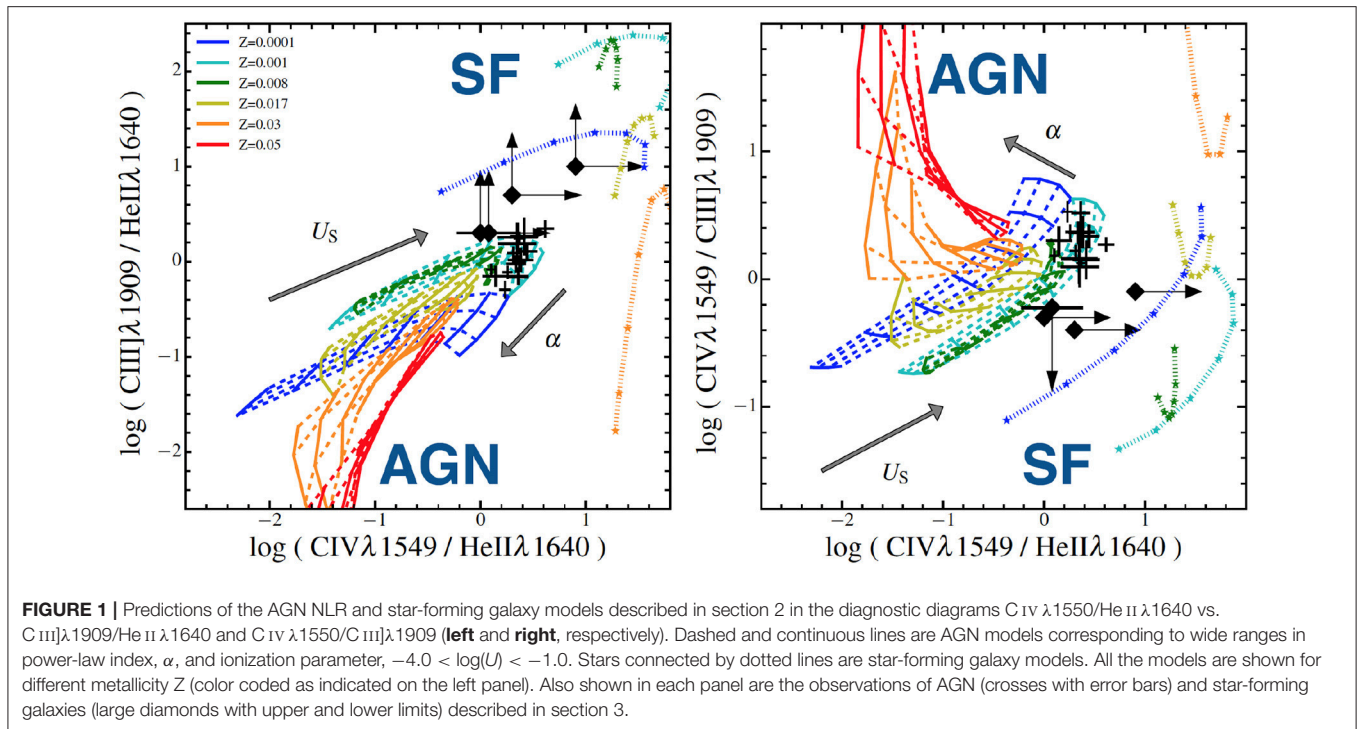 Z=0.0001
Z=0.001
Z=0.008
Z=0.017
Z=0.03
Z=0.05
SF
U_S
α
AGN
2
1
0
−1
−2
−2
−1
0
1
log ( CIII]λ1909 / HeIIλ1640 )
log ( CIVλ1549 / HeIIλ1640 )
AGN
α
U_S
SF
1
0
−1
−2
−1
0
1
log ( CIVλ1549 / CIII]λ1909 )
log ( CIVλ1549 / HeIIλ1640 )
FIGURE 1 | Predictions of the AGN NLR and star-forming galaxy models described in section 2 in the diagnostic diagrams C IV λ1550/He II λ1640 vs.
C III]λ1909/He II λ1640 and C IV λ1550/C III]λ1909 (left and right, respectively). Dashed and continuous lines are AGN models corresponding to wide ranges in
power-law index, α, and ionization parameter, −4.0 < log(U) < −1.0. Stars connected by dotted lines are star-forming galaxy models. All the models are shown for
different metallicity Z (color coded as indicated on the left panel). Also shown in each panel are the observations of AGN (crosses with error bars) and star-forming
galaxies (large diamonds with upper and lower limits) described in section 3.